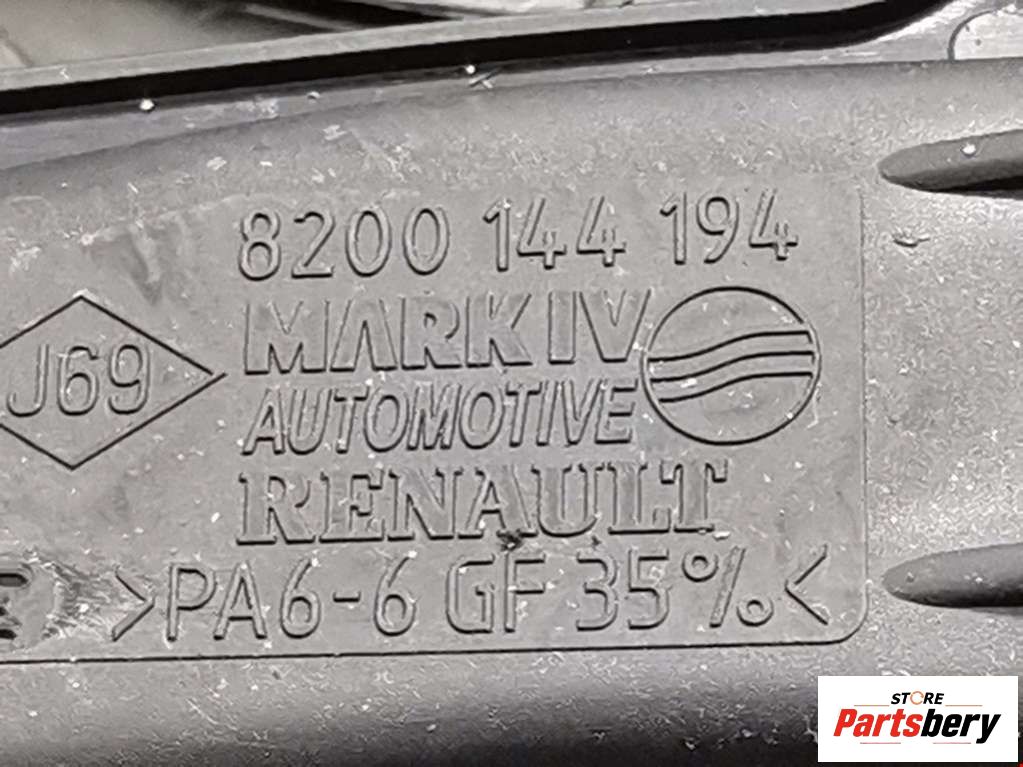 8200 144 194
MARK IV
J69
AUTOMOTIVE
RENAULT
>PA6-6 GF 35%<
STORE
Partsbery